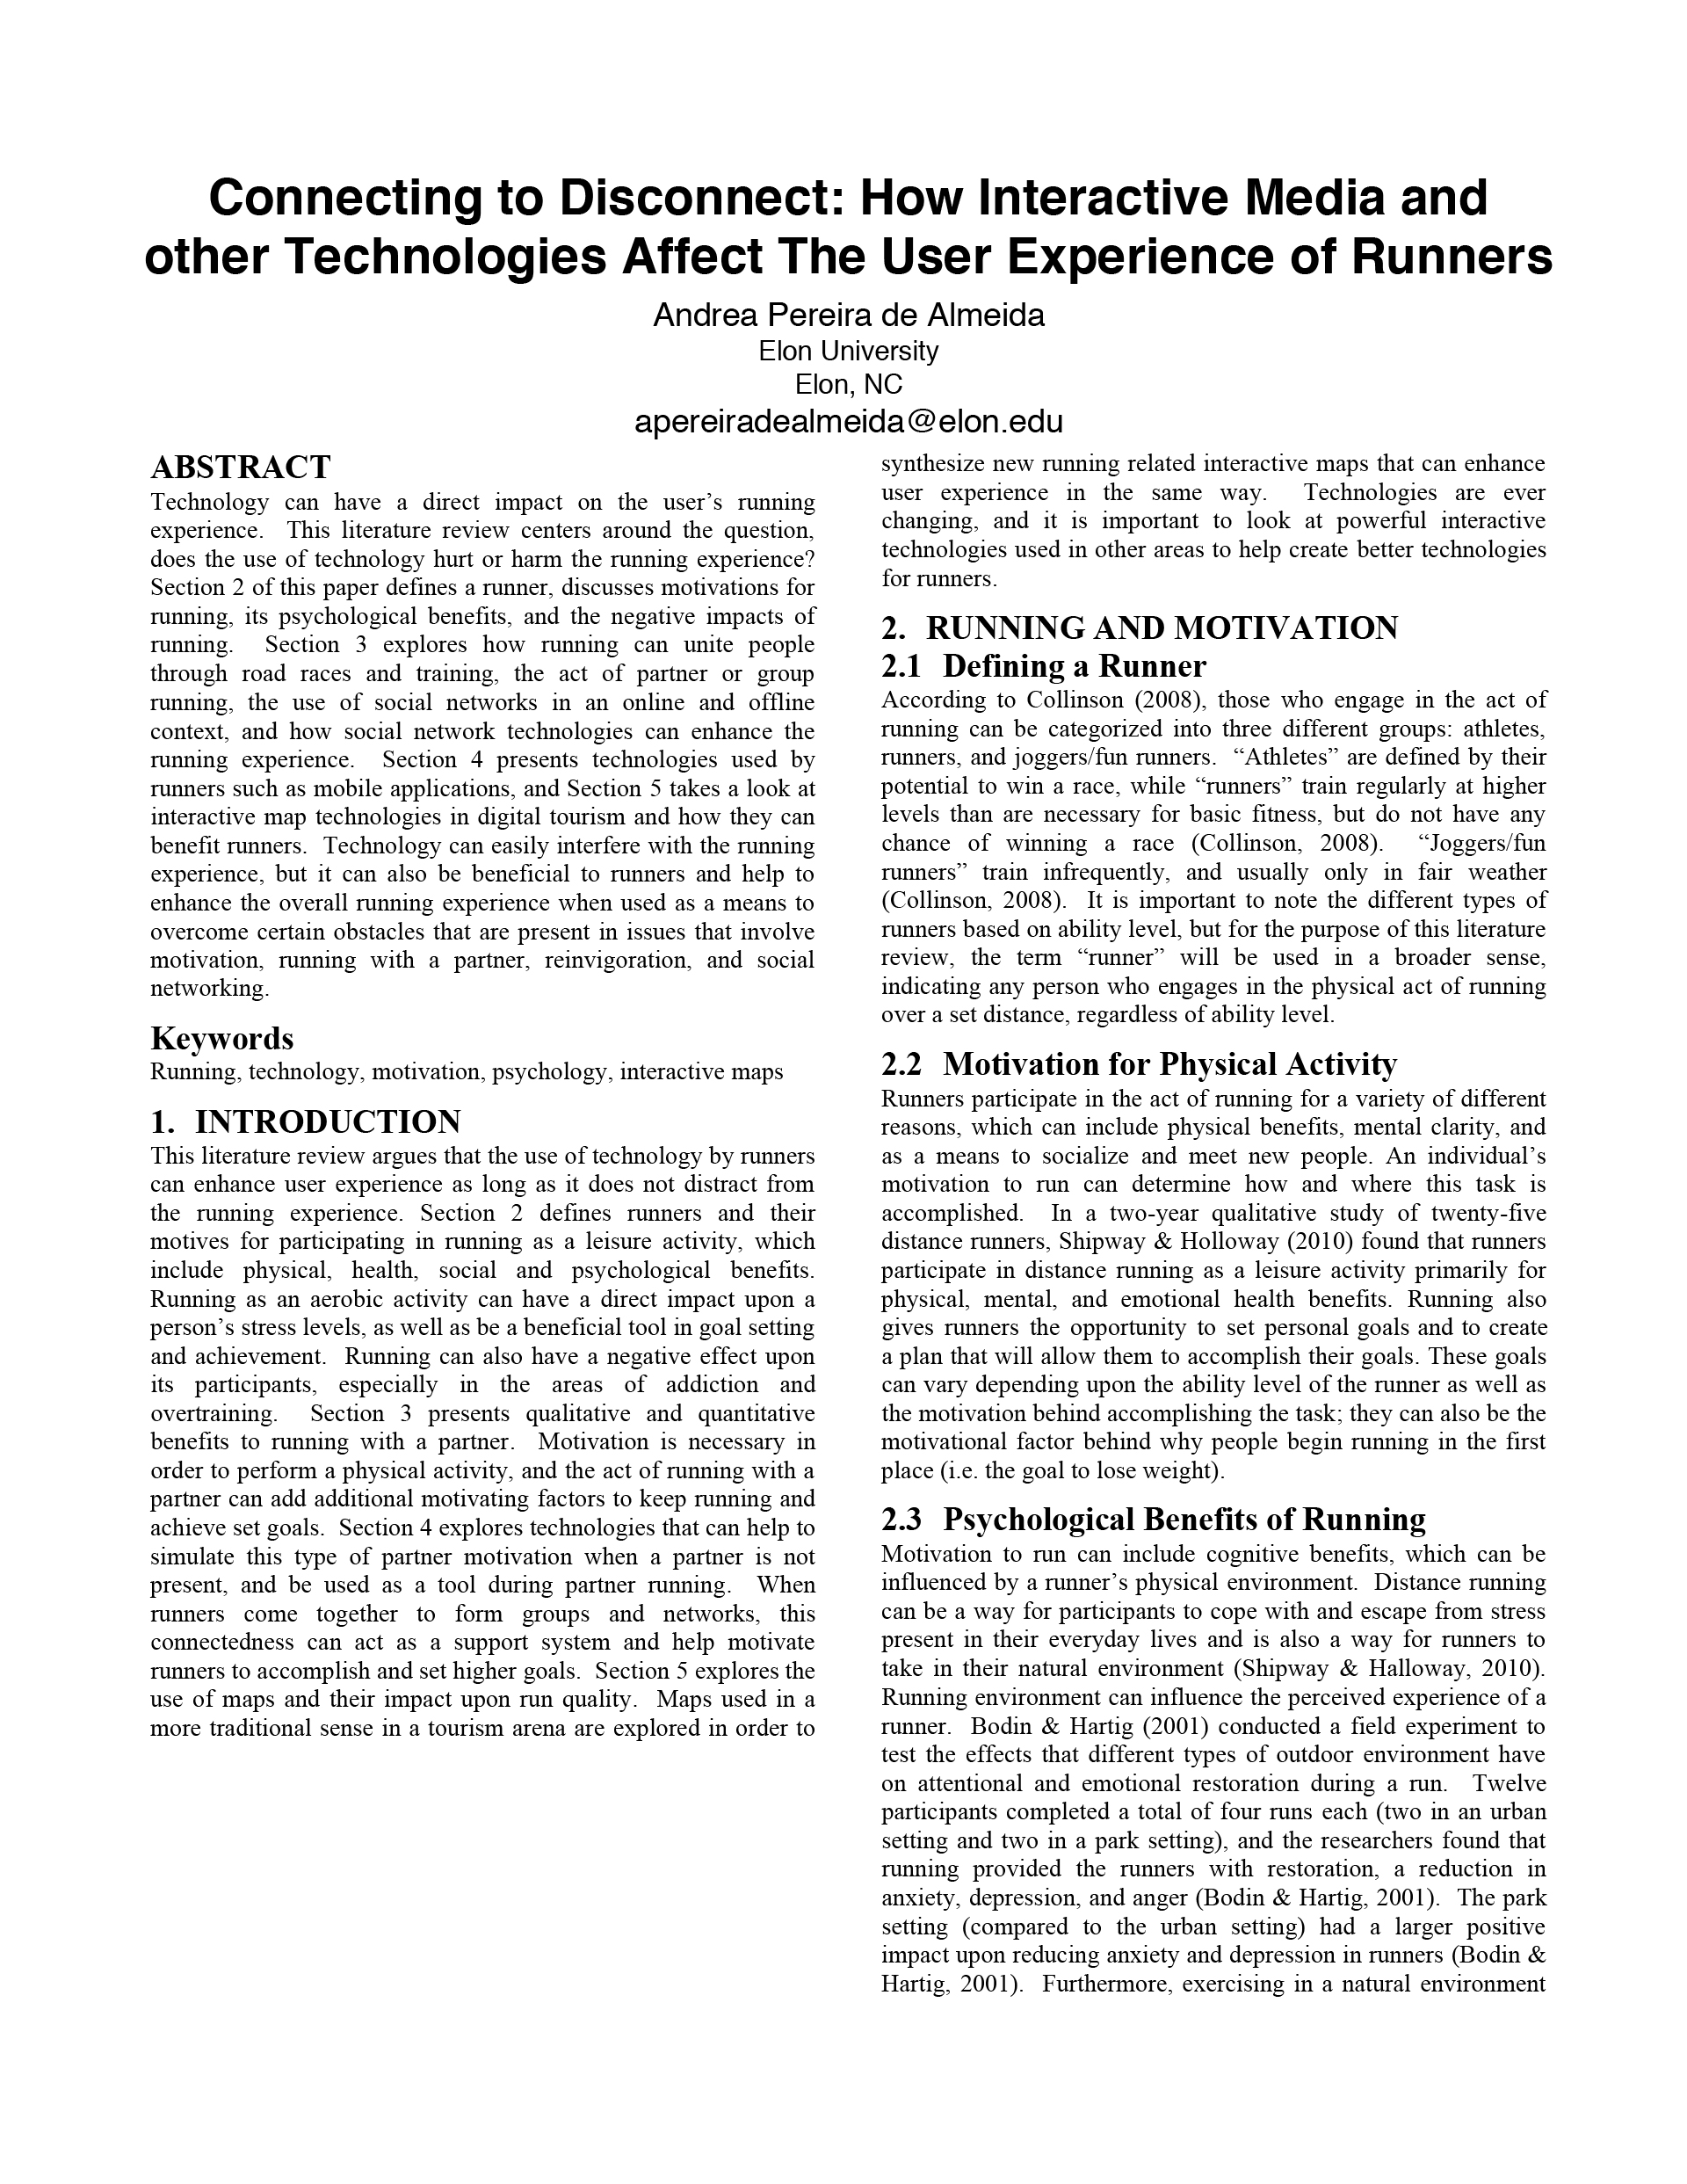 Connecting to Disconnect: How Interactive Media and
other Technologies Affect The User Experience of Runners
Andrea Pereira de Almeida
Elon University
Elon, NC
apereiradealmeida@elon.edu
ABSTRACT
Technology can have a direct impact on the user’s running
experience. This literature review centers around the question,
does the use of technology hurt or harm the running experience?
Section 2 of this paper defines a runner, discusses motivations for
running, its psychological benefits, and the negative impacts of
running. Section 3 explores how running can unite people
through road races and training, the act of partner or group
running, the use of social networks in an online and offline
context, and how social network technologies can enhance the
running experience. Section 4 presents technologies used by
runners such as mobile applications, and Section 5 takes a look at
interactive map technologies in digital tourism and how they can
benefit runners. Technology can easily interfere with the running
experience, but it can also be beneficial to runners and help to
enhance the overall running experience when used as a means to
overcome certain obstacles that are present in issues that involve
motivation, running with a partner, reinvigoration, and social
networking.
Keywords
Running, technology, motivation, psychology, interactive maps
1. INTRODUCTION
This literature review argues that the use of technology by runners
can enhance user experience as long as it does not distract from
the running experience. Section 2 defines runners and their
motives for participating in running as a leisure activity, which
include physical, health, social and psychological benefits.
Running as an aerobic activity can have a direct impact upon a
person’s stress levels, as well as be a beneficial tool in goal setting
and achievement. Running can also have a negative effect upon
its participants, especially in the areas of addiction and
overtraining. Section 3 presents qualitative and quantitative
benefits to running with a partner. Motivation is necessary in
order to perform a physical activity, and the act of running with a
partner can add additional motivating factors to keep running and
achieve set goals. Section 4 explores technologies that can help to
simulate this type of partner motivation when a partner is not
present, and be used as a tool during partner running. When
runners come together to form groups and networks, this
connectedness can act as a support system and help motivate
runners to accomplish and set higher goals. Section 5 explores the
use of maps and their impact upon run quality. Maps used in a
more traditional sense in a tourism arena are explored in order to
synthesize new running related interactive maps that can enhance
user experience in the same way. Technologies are ever
changing, and it is important to look at powerful interactive
technologies used in other areas to help create better technologies
for runners.
2. RUNNING AND MOTIVATION
2.1 Defining a Runner
According to Collinson (2008), those who engage in the act of
running can be categorized into three different groups: athletes,
runners, and joggers/fun runners. “Athletes” are defined by their
potential to win a race, while “runners” train regularly at higher
levels than are necessary for basic fitness, but do not have any
chance of winning a race (Collinson, 2008). “Joggers/fun
runners” train infrequently, and usually only in fair weather
(Collinson, 2008). It is important to note the different types of
runners based on ability level, but for the purpose of this literature
review, the term “runner” will be used in a broader sense,
indicating any person who engages in the physical act of running
over a set distance, regardless of ability level.
2.2 Motivation for Physical Activity
Runners participate in the act of running for a variety of different
reasons, which can include physical benefits, mental clarity, and
as a means to socialize and meet new people. An individual’s
motivation to run can determine how and where this task is
accomplished. In a two-year qualitative study of twenty-five
distance runners, Shipway & Holloway (2010) found that runners
participate in distance running as a leisure activity primarily for
physical, mental, and emotional health benefits. Running also
gives runners the opportunity to set personal goals and to create
a plan that will allow them to accomplish their goals. These goals
can vary depending upon the ability level of the runner as well as
the motivation behind accomplishing the task; they can also be the
motivational factor behind why people begin running in the first
place (i.e. the goal to lose weight).
2.3 Psychological Benefits of Running
Motivation to run can include cognitive benefits, which can be
influenced by a runner’s physical environment. Distance running
can be a way for participants to cope with and escape from stress
present in their everyday lives and is also a way for runners to
take in their natural environment (Shipway & Halloway, 2010).
Running environment can influence the perceived experience of a
runner. Bodin & Hartig (2001) conducted a field experiment to
test the effects that different types of outdoor environment have
on attentional and emotional restoration during a run. Twelve
participants completed a total of four runs each (two in an urban
setting and two in a park setting), and the researchers found that
running provided the runners with restoration, a reduction in
anxiety, depression, and anger (Bodin & Hartig, 2001). The park
setting (compared to the urban setting) had a larger positive
impact upon reducing anxiety and depression in runners (Bodin &
Hartig, 2001). Furthermore, exercising in a natural environment